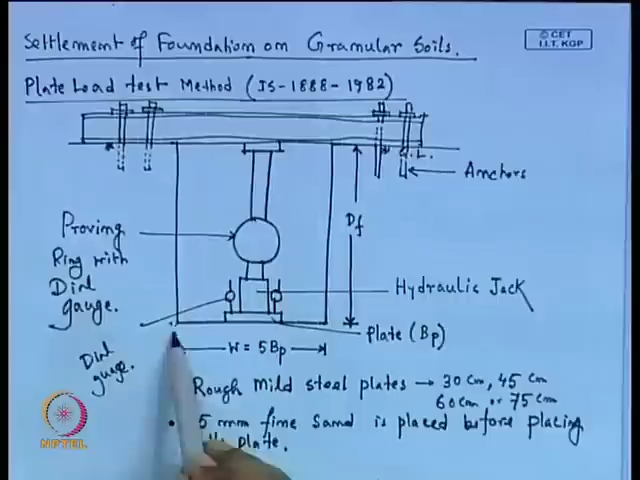 Settlement of Foundation on Granular Soils.
© CET
I.I.T. KGP
Plate Load test Method (IS-1888-1982)
G.L.
Anchors
Df
Proving
Ring with
Dial
gauge.
Hydraulic Jack
Plate (Bp)
W = 5Bp
Dial
gauge.
Rough Mild steel plates → 30 cm, 45 cm
60 cm or 75 cm
5 mm fine sand is placed before placing
plate.
NPTEL